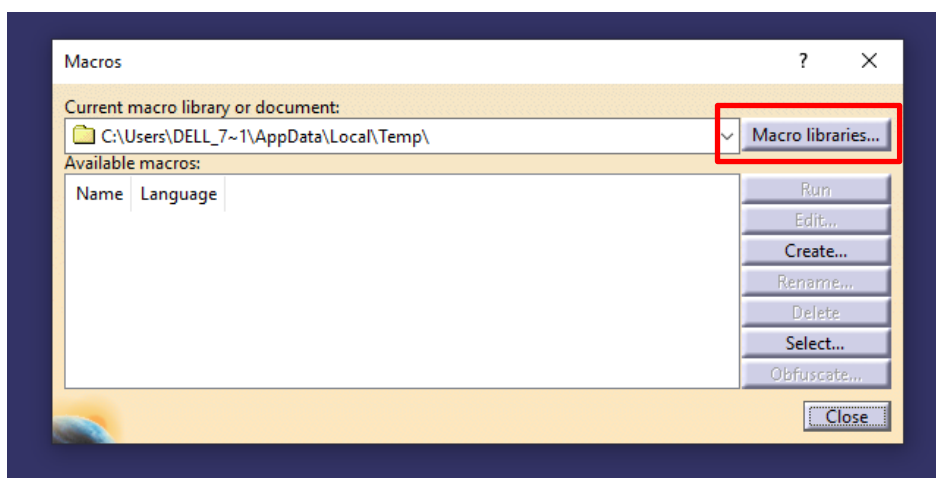 Macros ?
Current macro library or document:
C:\Users\DELL_7~1\AppData\Local\Temp\ Macro libraries...
Available macros:
Name Language
Run
Edit...
Create...
Rename...
Delete
Select...
Obfuscate...
Close